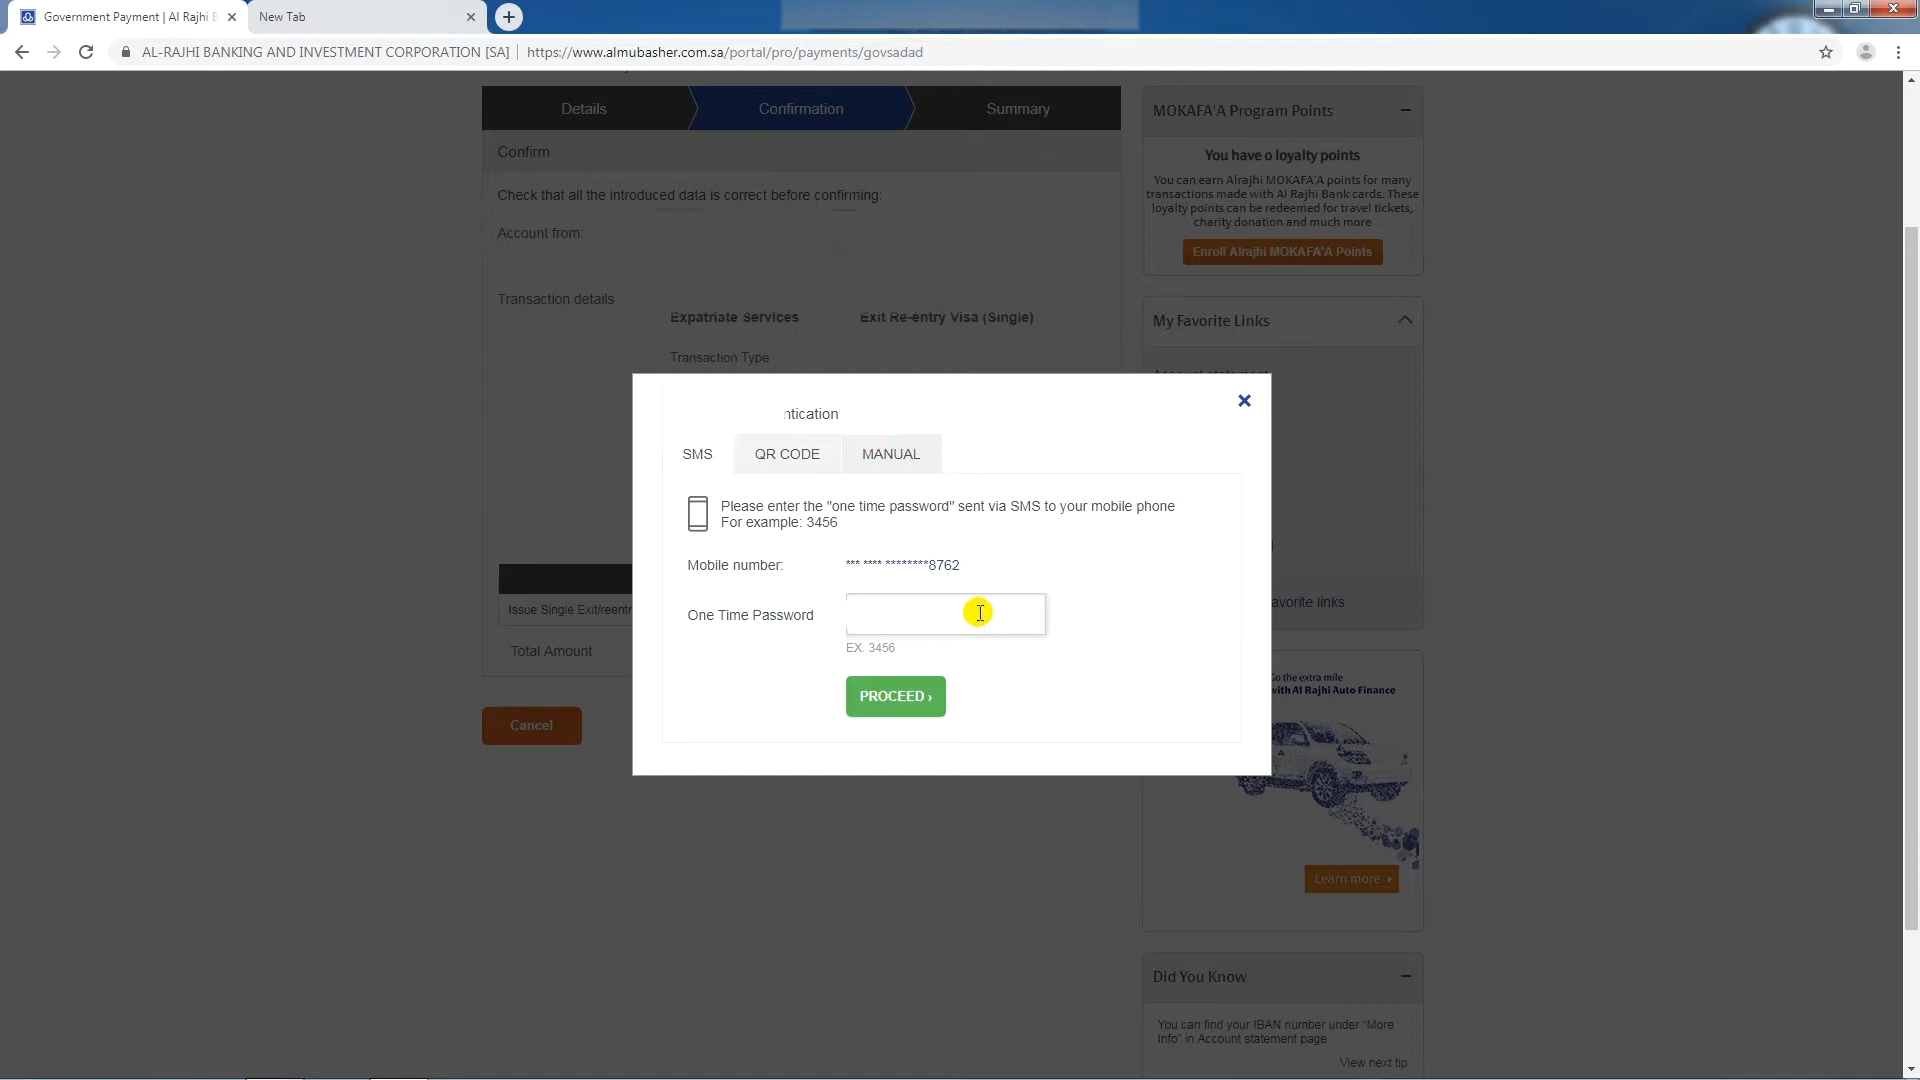 Government Payment | Al Rajhi B
New Tab
AL-RAJHI BANKING AND INVESTMENT CORPORATION [SA]
https://www.almubasher.com.sa/portal/pro/payments/govsadad
Details
Confirmation
Summary
Confirm
Check that all the introduced data is correct before confirming:
Account from:
Transaction details
Expatriate Services
Exit Re-entry Visa (Single)
Transaction Type
ntication
SMS
QR CODE
MANUAL
Please enter the "one time password" sent via SMS to your mobile phone
For example: 3456
Mobile number:
*** **** ********8762
One Time Password
EX. 3456
PROCEED ›
Issue Single Exit/reentr
Total Amount
Cancel
MOKAFA'A Program Points
You have 0 loyalty points
You can earn Alrajhi MOKAFA'A points for many
transactions made with Al Rajhi Bank cards. These
loyalty points can be redeemed for travel tickets,
charity donation and much more
Enroll Alrajhi MOKAFA'A Points
My Favorite Links
avorite links
Go the extra mile
with Al Rajhi Auto Finance
Learn more
Did You Know
You can find your IBAN number under “More
Info” in Account statement page
View next tip